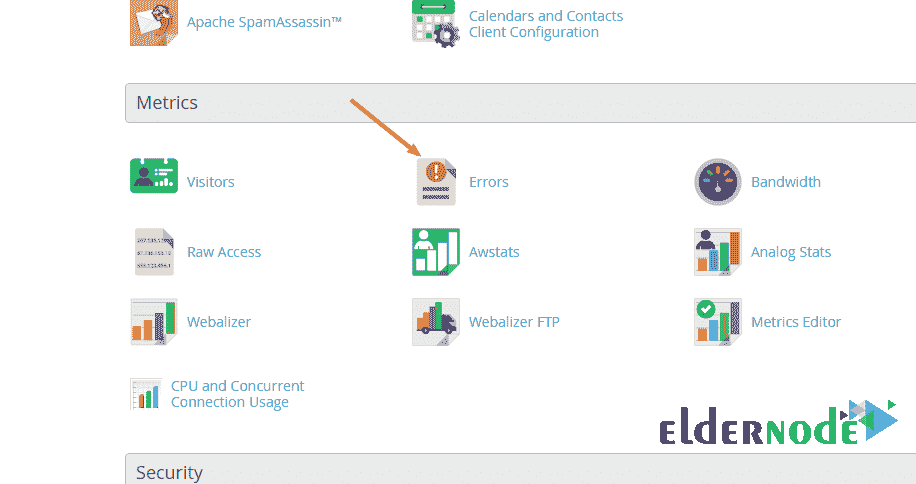 Apache SpamAssassin™
Calendars and Contacts
Client Configuration
Metrics
Visitors
Errors
Bandwidth
Raw Access
Awstats
Analog Stats
Webalizer
Webalizer FTP
Metrics Editor
CPU and Concurrent
Connection Usage
elderNODE
Security